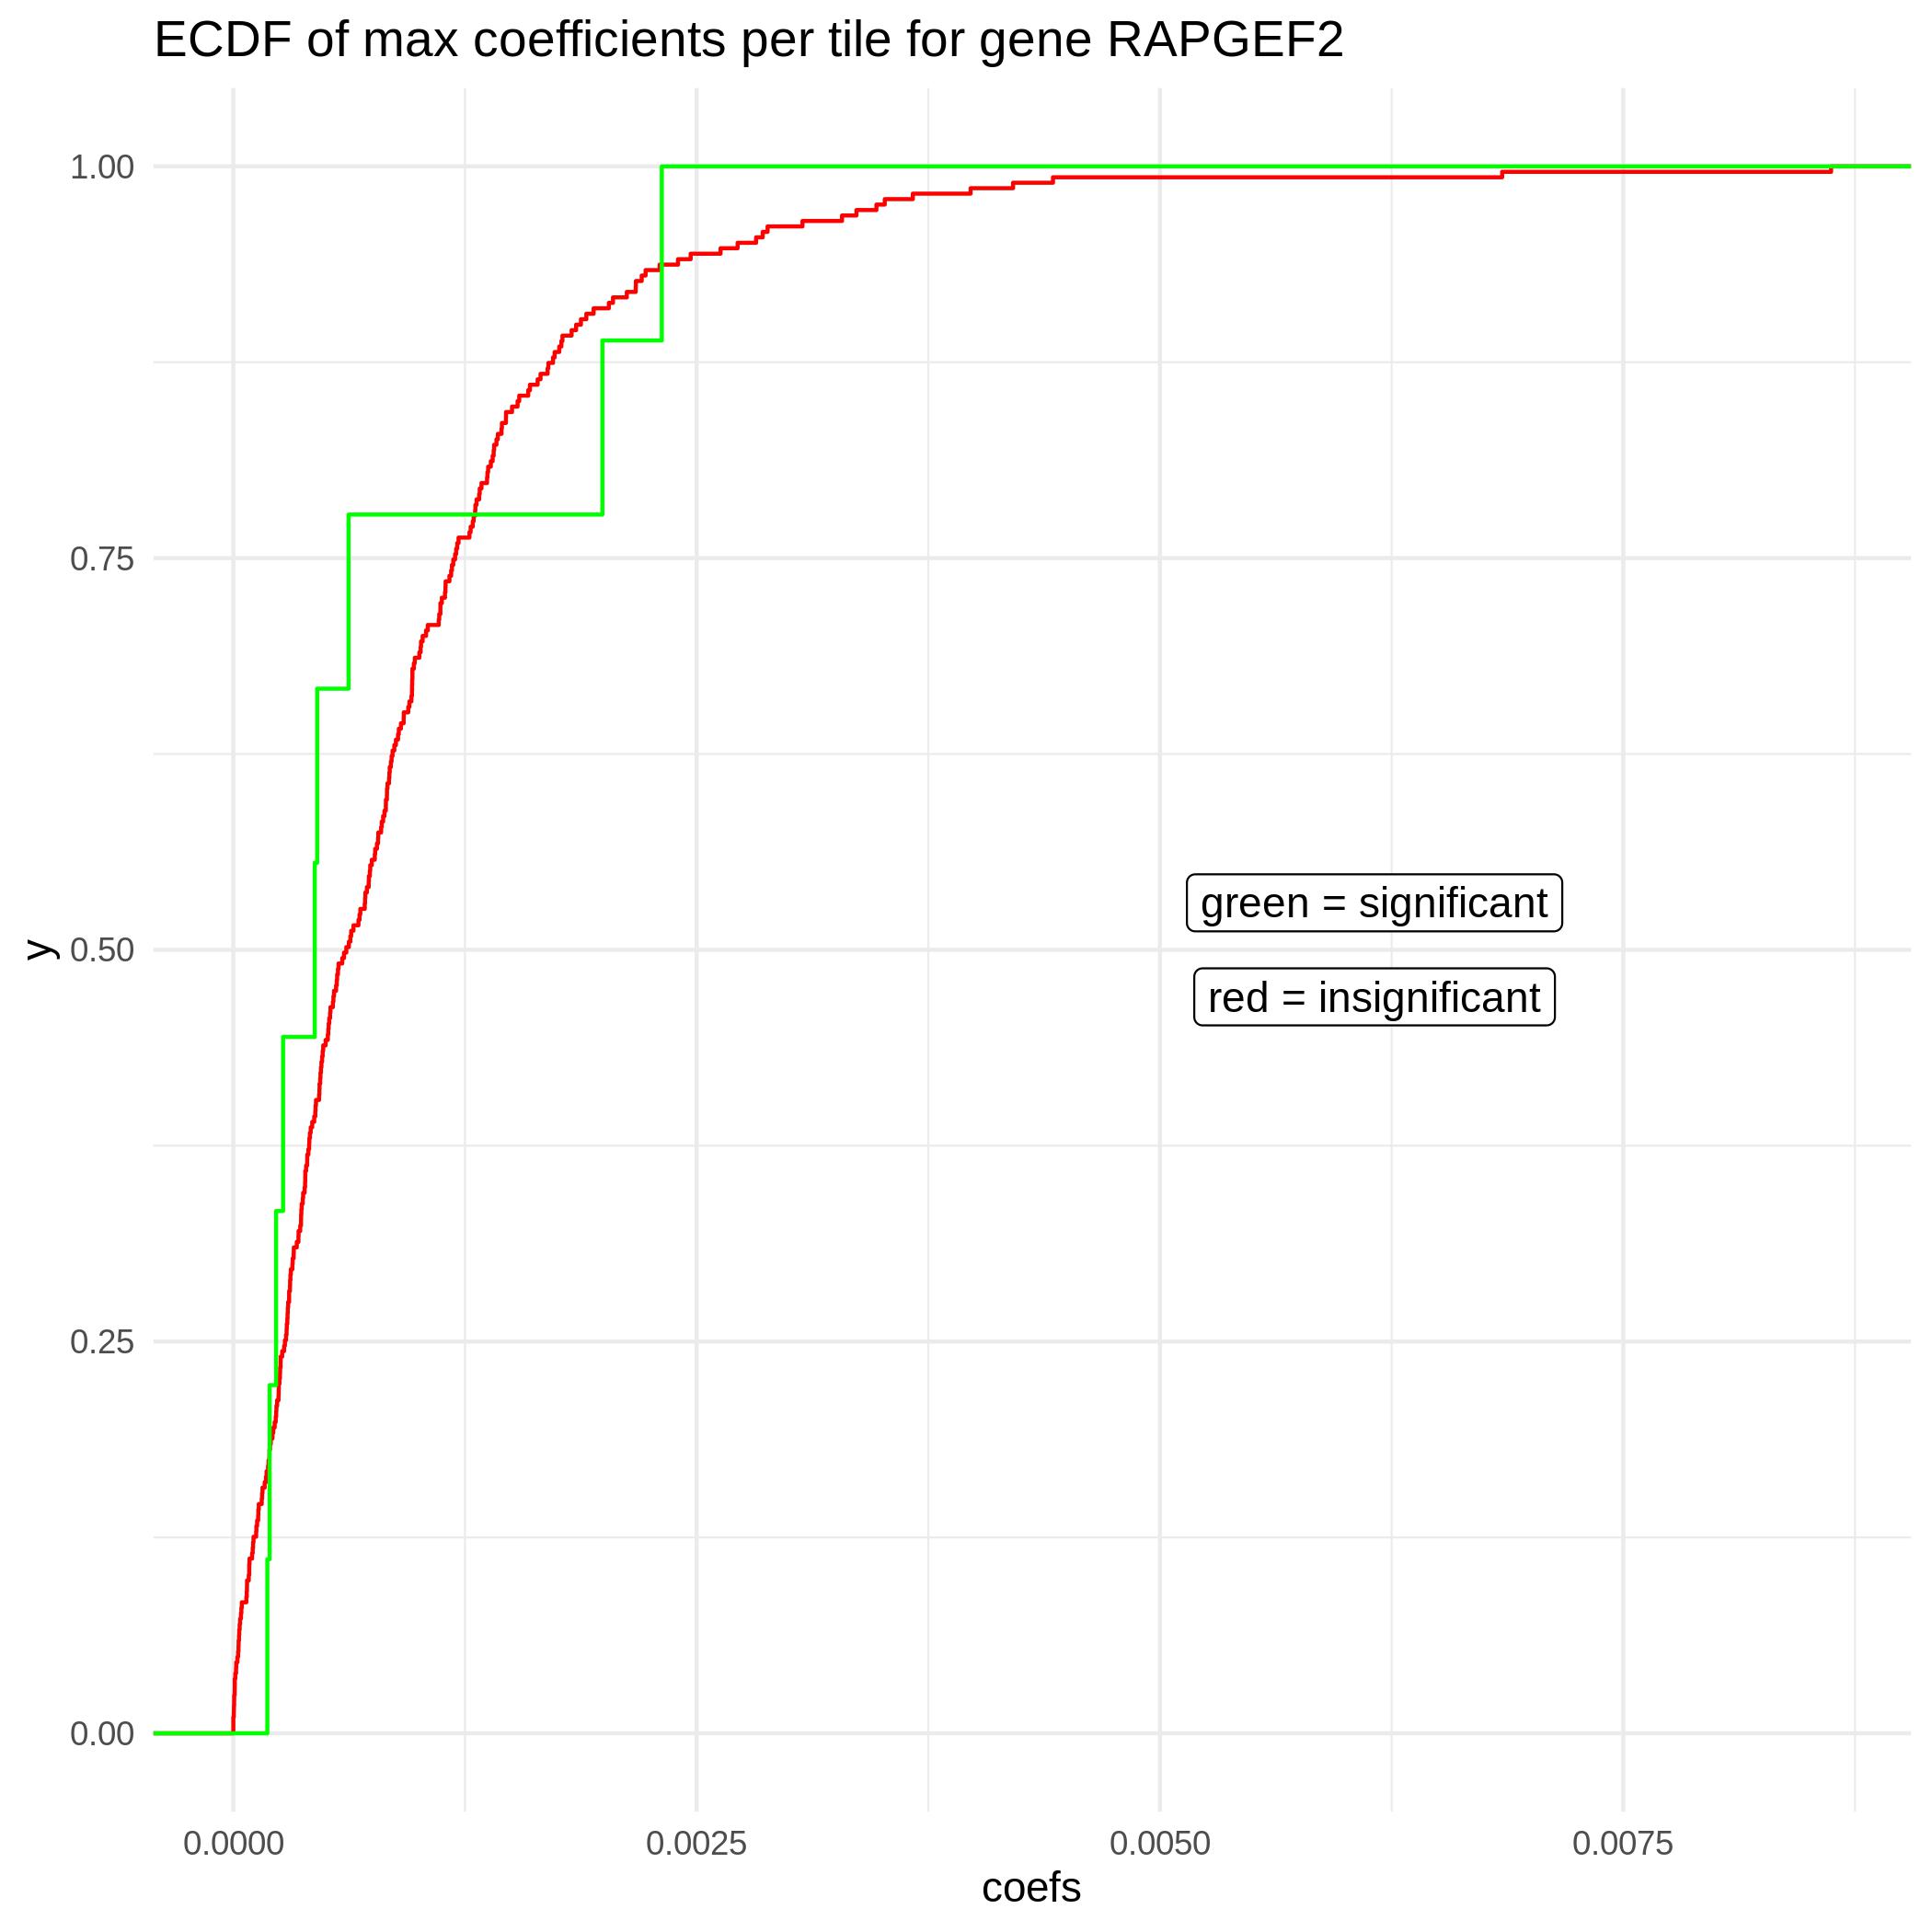 ECDF of max coefficients per tile for gene RAPGEF2
1.00
0.75
0.50
0.25
0.00
y
green = significant
red = insignificant
0.0000 0.0025 0.0050 0.0075
coefs